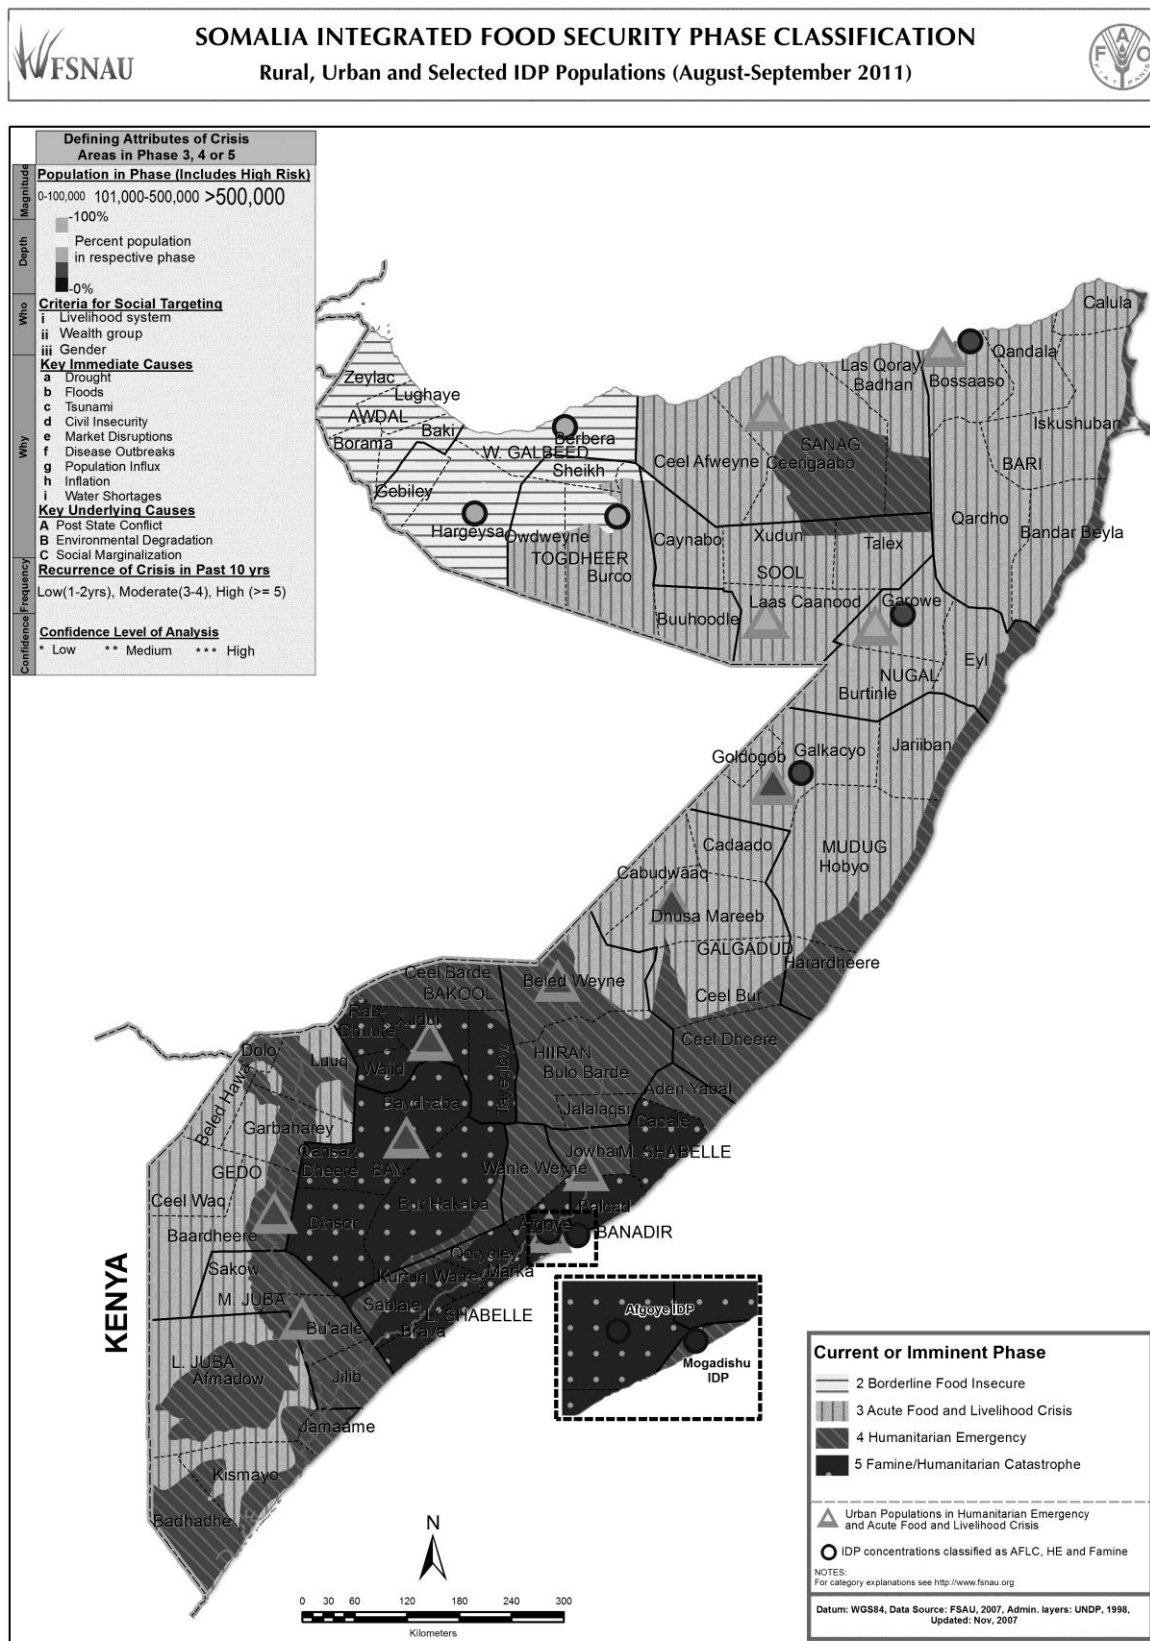 FSNAU
SOMALIA INTEGRATED FOOD SECURITY PHASE CLASSIFICATION
Rural, Urban and Selected IDP Populations (August-September 2011)
F A O
FIAT PANIS
Defining Attributes of Crisis
Areas in Phase 3, 4 or 5
Magnitude
Population in Phase (Includes High Risk)
0-100,000 101,000-500,000 >500,000
Depth
-100%
Percent population
in respective phase
-0%
Who
Criteria for Social Targeting
i Livelihood system
ii Wealth group
iii Gender
Why
Key Immediate Causes
a Drought
b Floods
c Tsunami
d Civil Insecurity
e Market Disruptions
f Disease Outbreaks
g Population Influx
h Inflation
i Water Shortages
Key Underlying Causes
A Post State Conflict
B Environmental Degradation
C Social Marginalization
Frequency
Recurrence of Crisis in Past 10 yrs
Low(1-2yrs), Moderate(3-4), High (>= 5)
Confidence
Confidence Level of Analysis
* Low ** Medium *** High
Calula
Qandala
Las Qoray
Badhan
Bossaaso
Zeylac
Lughaye
AWDAL
Baki
Borama
Berbera
W. GALBEED
Sheikh
Iskushuban
SANAG
Ceel Afweyne
Ceerigaabo
BARI
Gebiley
Hargeysa
Owdweyne
Qardho
Bandar Beyla
Caynabo
Xudun
Talex
TOGDHEER
Burco
SOOL
Laas Caanood
Garowe
Buuhoodle
Eyl
NUGAL
Burtinle
Jariiban
Goldogob
Galkacyo
Cadaado
MUDUG
Hobyo
Cabudwaaq
Dhusa Mareeb
GALGADUD
Harardheere
Ceel Barde
BAKOOL
Beled Weyne
Ceel Bur
Rab-
Dhuure
Xudur
Ceel Dheere
Dolo
Luuq
Wajid
Tayeglow
HIIRAN
Bulo Barde
Beled Hawa
Baydhaba
Aden Yabal
Jalalaqsi
Garbaharey
Cadale
Qansax
Dheere
BAY
Wanle Weyne
Jowhar
M. SHABELLE
GEDO
Ceel Waq
Bur Hakaba
Balcad
Dinsor
Afgoye
BANADIR
Baardheere
Qoryoley
Marka
Sakow
Kurtun Warrey
M. JUBA
Sablale
L. SHABELLE
Brava
Bu'aale
KENYA
L. JUBA
Afmadow
Jilib
Jamaame
Kismayo
Badhadhe
Afgoye IDP
Mogadishu
IDP
N
0 30 60 120 180 240 300
Kilometers
Current or Imminent Phase
2 Borderline Food Insecure
3 Acute Food and Livelihood Crisis
4 Humanitarian Emergency
5 Famine/Humanitarian Catastrophe
Urban Populations in Humanitarian Emergency
and Acute Food and Livelihood Crisis
IDP concentrations classified as AFLC, HE and Famine
NOTES:
For category explanations see http://www.fsnau.org
Datum: WGS84, Data Source: FSAU, 2007, Admin. layers: UNDP, 1998,
Updated: Nov, 2007